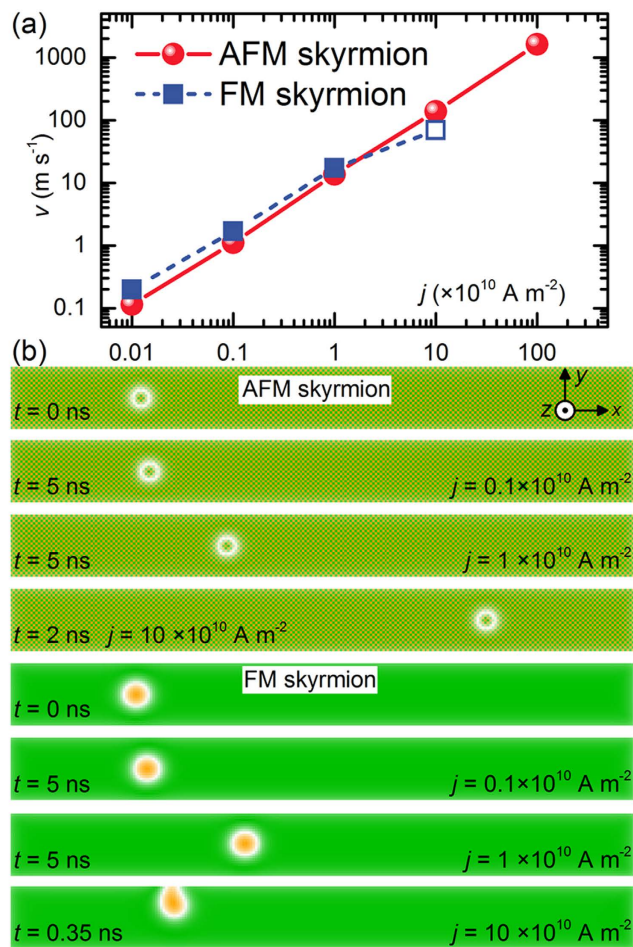 (a)
1000
100
10
1
0.1
v (m s⁻¹)
AFM skyrmion
FM skyrmion
j (×10¹⁰ A m⁻²)
0.01 0.1 1 10 100
(b)
AFM skyrmion
t = 0 ns
y
z
x
t = 5 ns j = 0.1×10¹⁰ A m⁻²
t = 5 ns j = 1 ×10¹⁰ A m⁻²
t = 2 ns j = 10 ×10¹⁰ A m⁻²
FM skyrmion
t = 0 ns
t = 5 ns j = 0.1×10¹⁰ A m⁻²
t = 5 ns j = 1 ×10¹⁰ A m⁻²
t = 0.35 ns j = 10 ×10¹⁰ A m⁻²